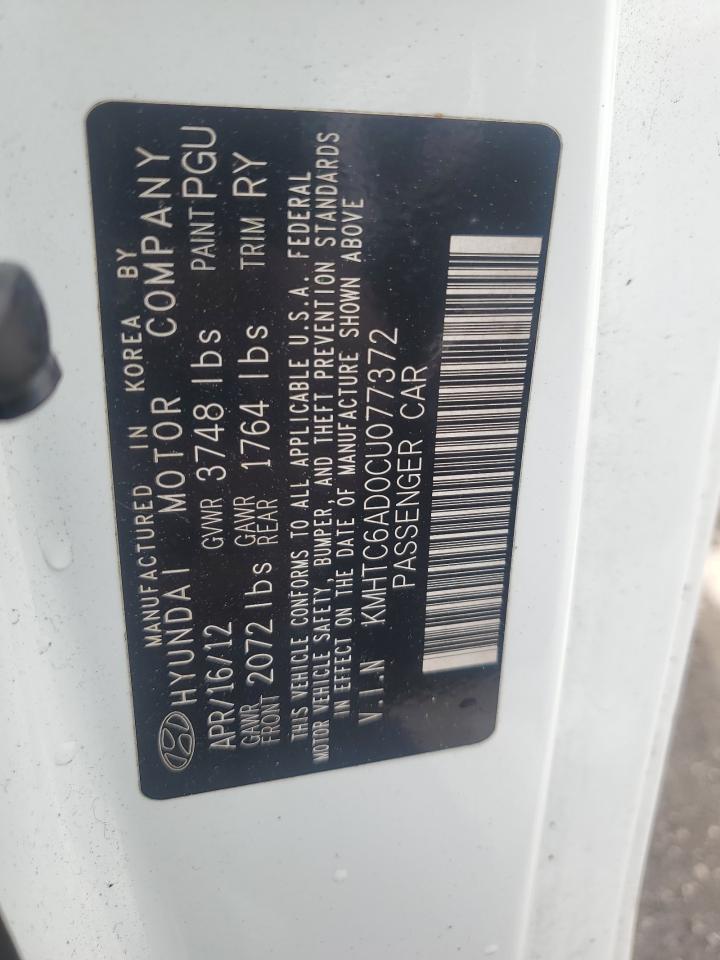 MANUFACTURED IN KOREA BY
HYUNDAI MOTOR COMPANY
APR/16/12 GVWR 3748 lbs PAINT PGU
GAWR FRONT 2072 lbs GAWR REAR 1764 lbs TRIM RY
THIS VEHICLE CONFORMS TO ALL APPLICABLE U.S.A. FEDERAL
MOTOR VEHICLE SAFETY, BUMPER, AND THEFT PREVENTION STANDARDS
IN EFFECT ON THE DATE OF MANUFACTURE SHOWN ABOVE
V.I.N KMHTC6AD0CU077372
PASSENGER CAR